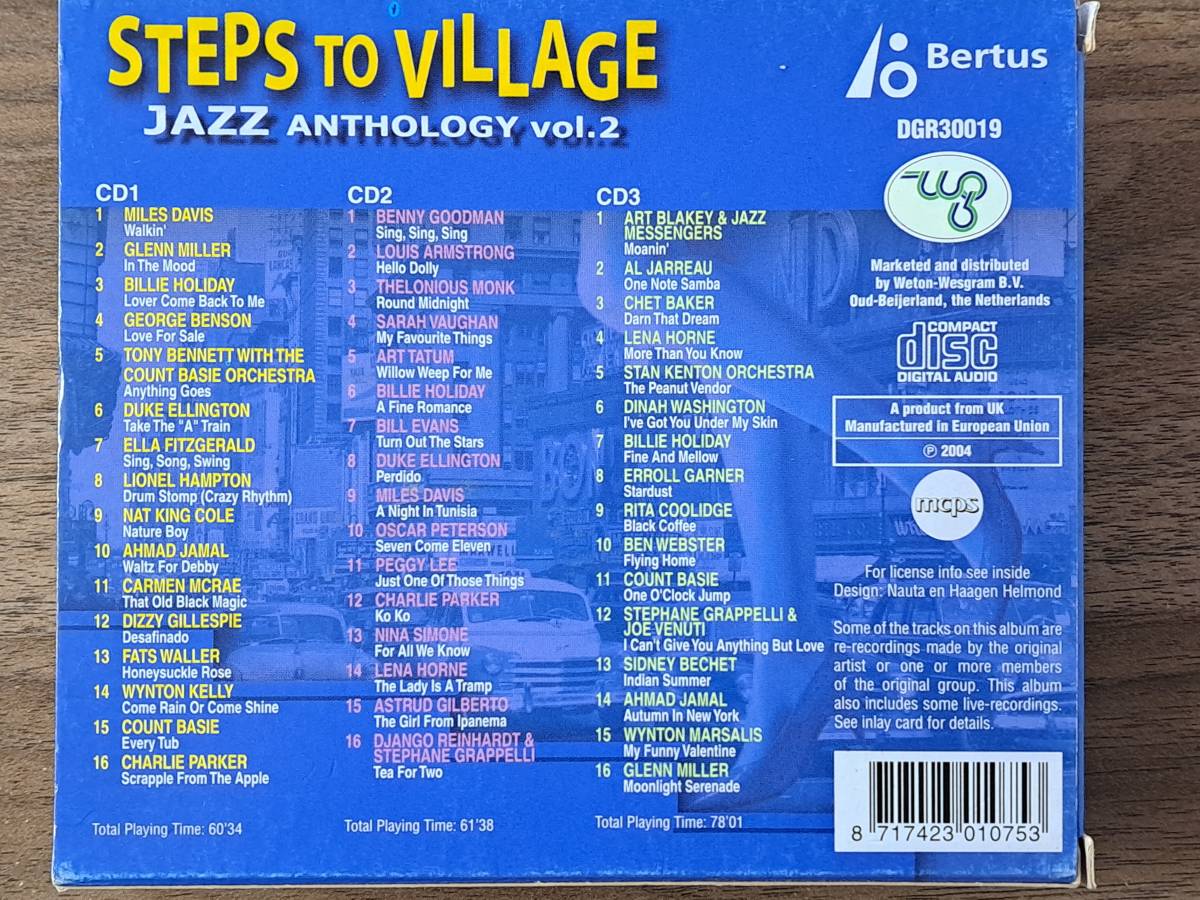 STEPS TO VILLAGE
JAZZ ANTHOLOGY vol.2
CD1
1 MILES DAVIS
Walkin'
2 GLENN MILLER
In The Mood
3 BILLIE HOLIDAY
Lover Come Back To Me
4 GEORGE BENSON
Love For Sale
5 TONY BENNETT WITH THE
COUNT BASIE ORCHESTRA
Anything Goes
6 DUKE ELLINGTON
Take The "A" Train
7 ELLA FITZGERALD
Sing, Song, Swing
8 LIONEL HAMPTON
Drum Stomp (Crazy Rhythm)
9 NAT KING COLE
Nature Boy
10 AHMAD JAMAL
Waltz For Debby
11 CARMEN MCRAE
That Old Black Magic
12 DIZZY GILLESPIE
Desafinado
13 FATS WALLER
Honeysuckle Rose
14 WYNTON KELLY
Come Rain Or Come Shine
15 COUNT BASIE
Every Tub
16 CHARLIE PARKER
Scrapple From The Apple
Total Playing Time: 60'34
CD2
1 BENNY GOODMAN
Sing, Sing, Sing
2 LOUIS ARMSTRONG
Hello Dolly
3 THELONIOUS MONK
Round Midnight
4 SARAH VAUGHAN
My Favourite Things
5 ART TATUM
Willow Weep For Me
6 BILLIE HOLIDAY
A Fine Romance
7 BILL EVANS
Turn Out The Stars
8 DUKE ELLINGTON
Perdido
9 MILES DAVIS
A Night In Tunisia
10 OSCAR PETERSON
Seven Come Eleven
11 PEGGY LEE
Just One Of Those Things
12 CHARLIE PARKER
Ko Ko
13 NINA SIMONE
For All We Know
14 LENA HORNE
The Lady Is A Tramp
15 ASTRUD GILBERTO
The Girl From Ipanema
16 DJANGO REINHARDT &
STEPHANE GRAPPELLI
Tea For Two
Total Playing Time: 61'38
CD3
1 ART BLAKEY & JAZZ
MESSENGERS
Moanin'
2 AL JARREAU
One Note Samba
3 CHET BAKER
Darn That Dream
4 LENA HORNE
More Than You Know
5 STAN KENTON ORCHESTRA
The Peanut Vendor
6 DINAH WASHINGTON
I've Got You Under My Skin
7 BILLIE HOLIDAY
Fine And Mellow
8 ERROLL GARNER
Stardust
9 RITA COOLIDGE
Black Coffee
10 BEN WEBSTER
Flying Home
11 COUNT BASIE
One O'Clock Jump
12 STEPHANE GRAPPELLI &
JOE VENUTI
I Can't Give You Anything But Love
13 SIDNEY BECHET
Indian Summer
14 AHMAD JAMAL
Autumn In New York
15 WYNTON MARSALIS
My Funny Valentine
16 GLENN MILLER
Moonlight Serenade
Total Playing Time: 78'01
Bertus
DGR30019
Marketed and distributed
by Weton-Wesgram B.V.
Oud-Beijerland, the Netherlands
COMPACT
disc
DIGITAL AUDIO
A product from UK
Manufactured in European Union
℗ 2004
mcps
For license info see inside
Design: Nauta en Haagen Helmond
Some of the tracks on this album are
re-recordings made by the original
artist or one or more members
of the original group. This album
also includes some live-recordings.
See inlay card for details.
8 717423 010753